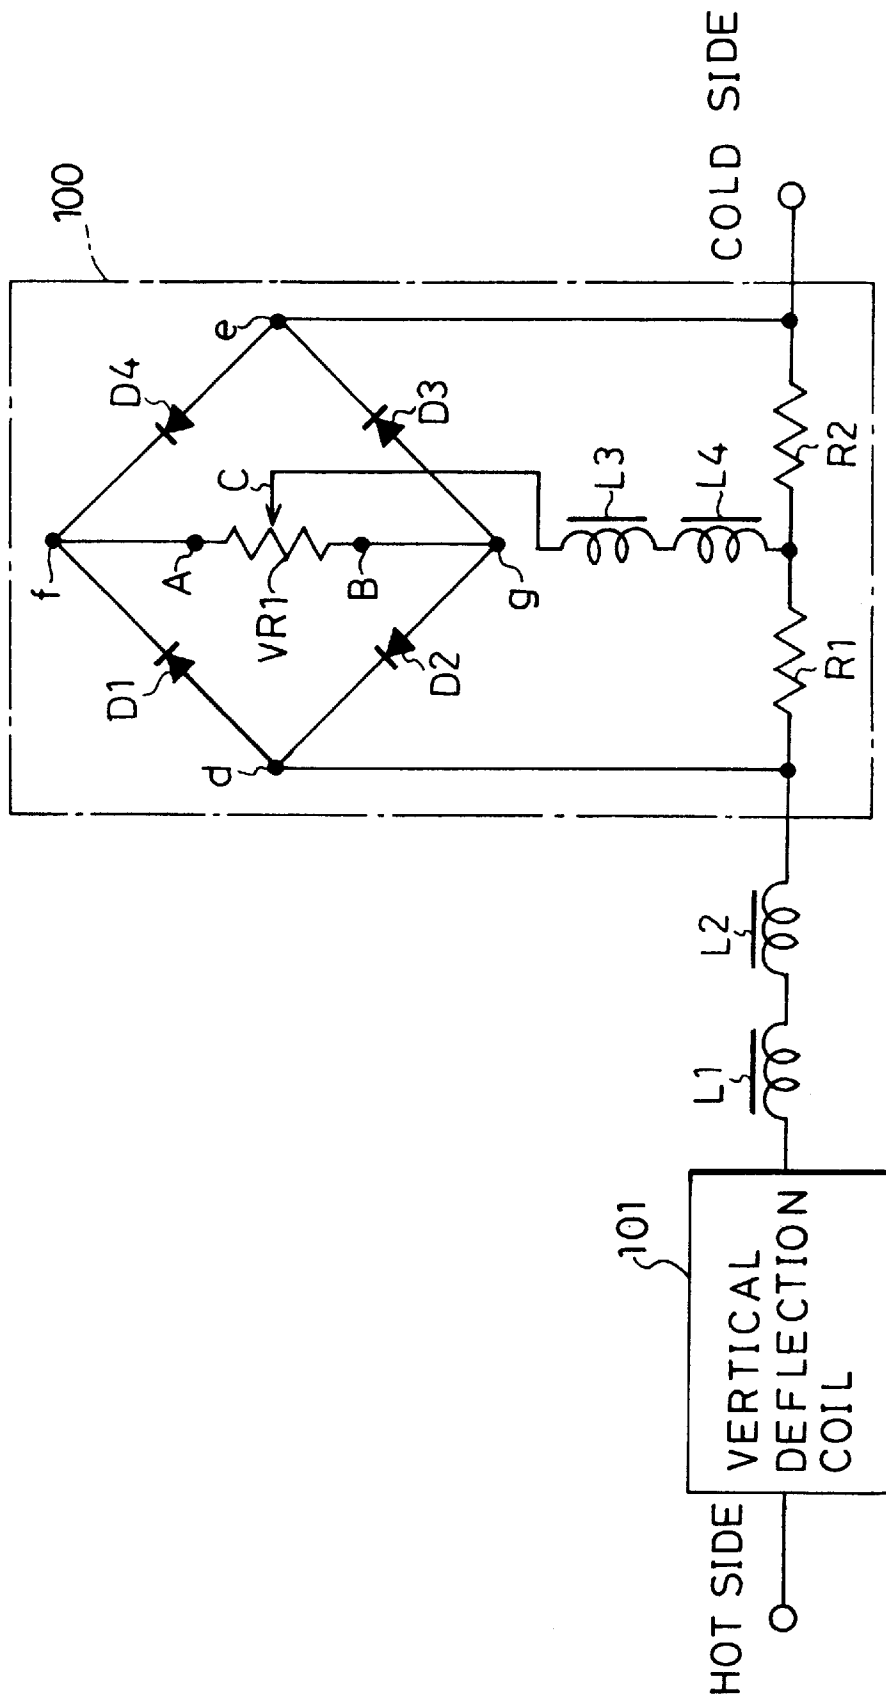 100
f
D1
D4
A
VR1
C
B
d
e
D2
D3
g
L3
L4
R1
R2
COLD SIDE
L1
L2
101
VERTICAL
DEFLECTION
COIL
HOT SIDE